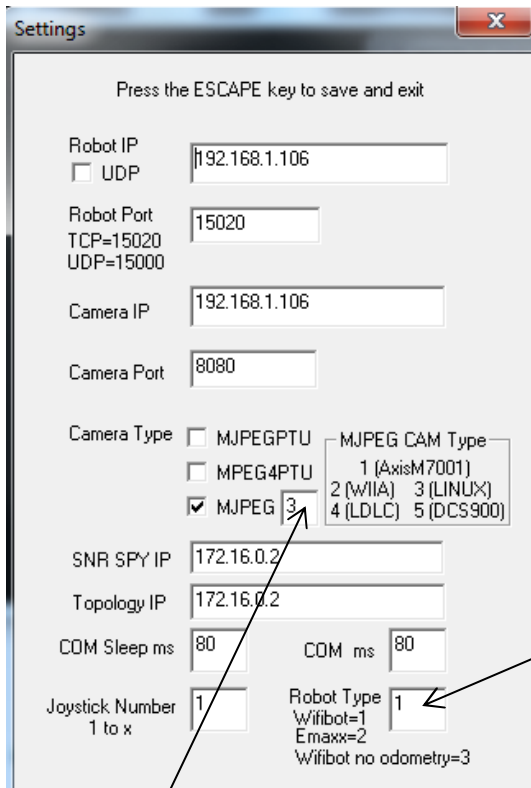 Settings
x
Press the ESCAPE key to save and exit
Robot IP
UDP
192.168.1.106
Robot Port
TCP=15020
UDP=15000
15020
Camera IP
192.168.1.106
Camera Port
8080
Camera Type
MJPEGPTU
MPEG4PTU
MJPEG 3
MJPEG CAM Type
1 (AxisM7001)
2 (WIIA) 3 (LINUX)
4 (LDLC) 5 (DCS900)
SNR SPY IP 172.16.0.2
Topology IP 172.16.0.2
COM Sleep ms 80 COM ms 80
Joystick Number
1 to x
1
Robot Type
Wifibot=1
Emaxx=2
Wifibot no odometry=3
1